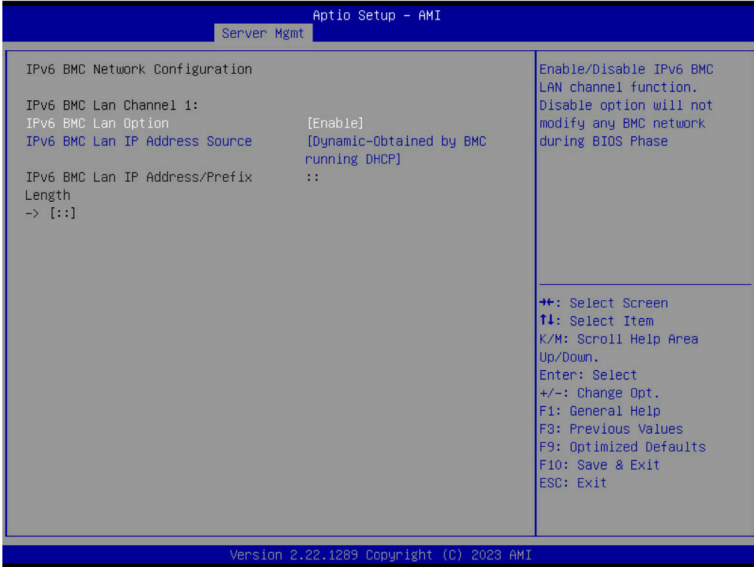 Aptio Setup - AMI
Server Mgmt
IPv6 BMC Network Configuration
IPv6 BMC Lan Channel 1:
IPv6 BMC Lan Option [Enable]
IPv6 BMC Lan IP Address Source [Dynamic-Obtained by BMC
running DHCP]
IPv6 BMC Lan IP Address/Prefix ::
Length
-> [::]
Enable/Disable IPv6 BMC
LAN channel function.
Disable option will not
modify any BMC network
during BIOS Phase
→←: Select Screen
↑↓: Select Item
K/M: Scroll Help Area
Up/Down.
Enter: Select
+/-: Change Opt.
F1: General Help
F3: Previous Values
F9: Optimized Defaults
F10: Save & Exit
ESC: Exit
Version 2.22.1289 Copyright (C) 2023 AMI